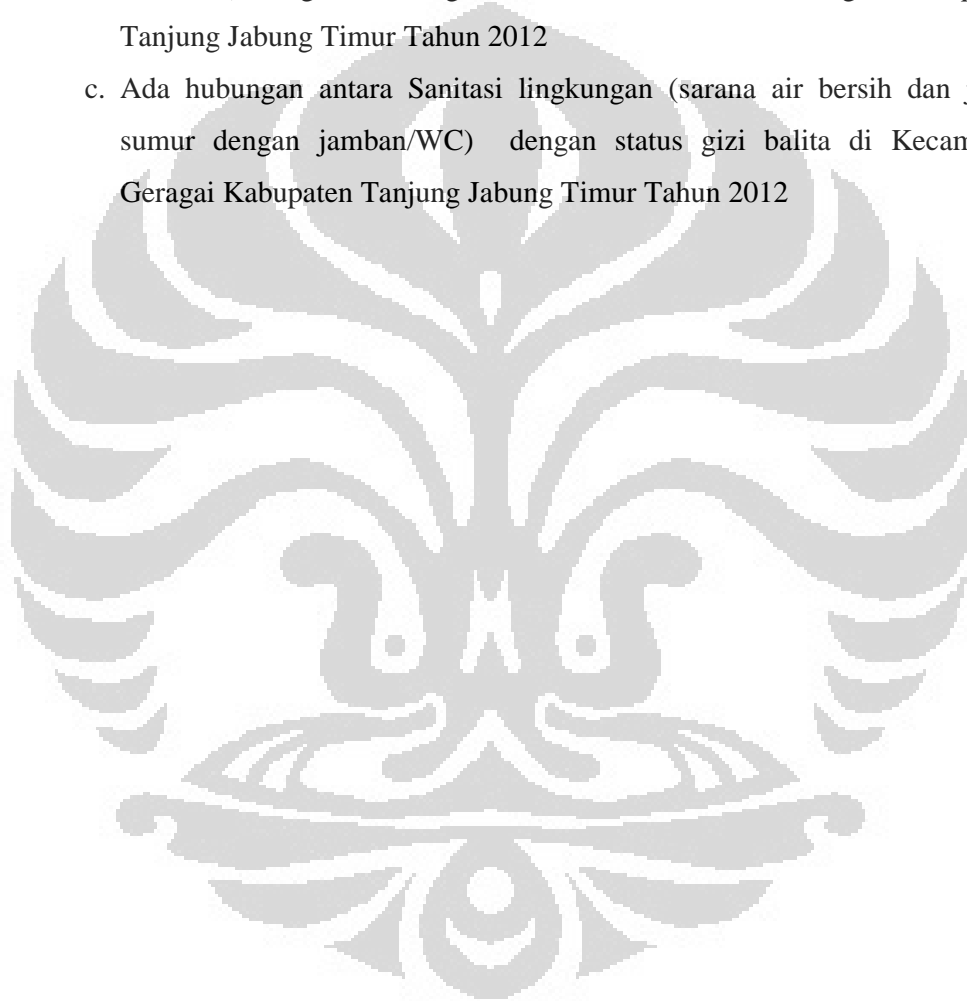 Tanjung Jabung Timur Tahun 2012
c. Ada hubungan antara Sanitasi lingkungan (sarana air bersih dan
sumur dengan jamban/WC) dengan status gizi balita di
Geragai Kabupaten Tanjung Jabung Timur Tahun 2012